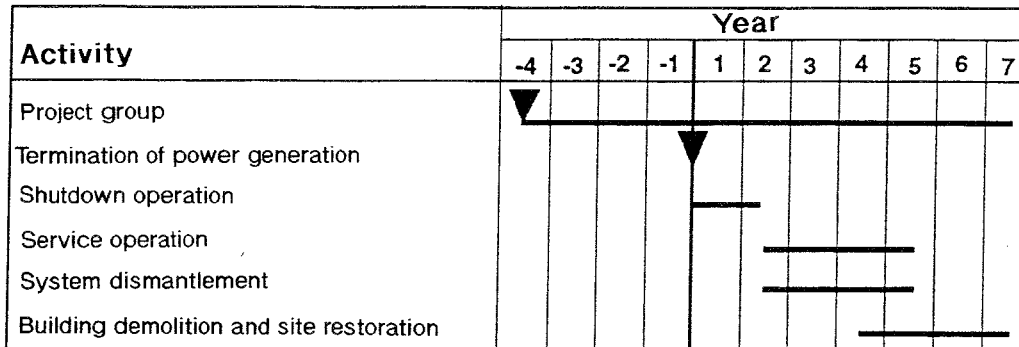 Year
Activity
-4 -3 -2 -1 1 2 3 4 5 6 7
Project group
Termination of power generation
Shutdown operation
Service operation
System dismantlement
Building demolition and site restoration